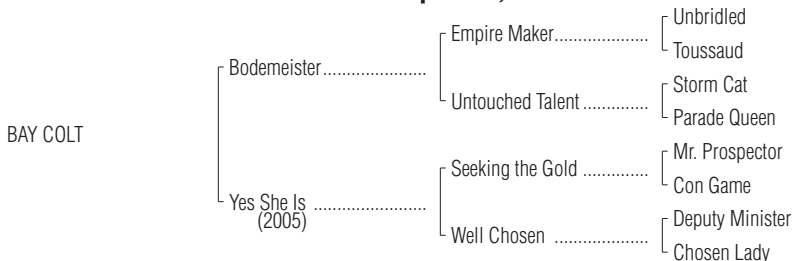 Unbridled
Empire Maker.....................
Toussaud
Bodemeister.......................
Storm Cat
Untouched Talent ...............
Parade Queen
BAY COLT
Mr. Prospector
Seeking the Gold ...............
Con Game
Yes She Is .........................
(2005)
Deputy Minister
Well Chosen .....................
Chosen Lady